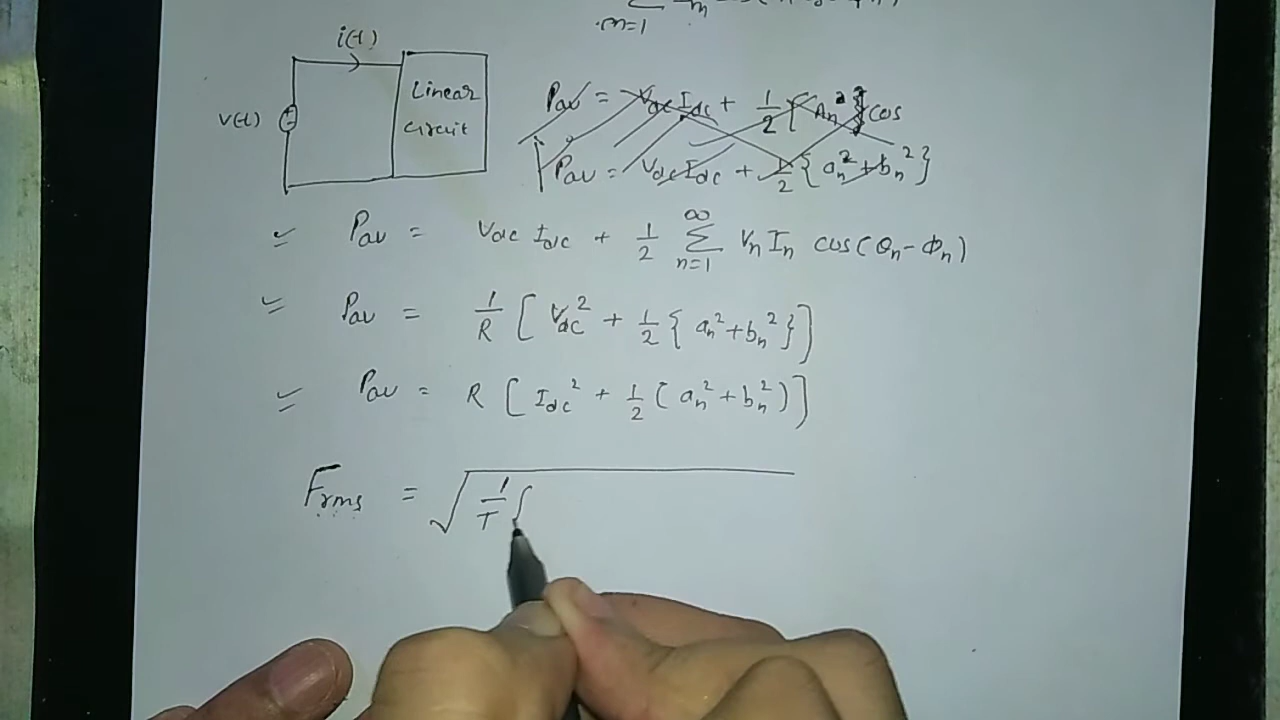 m=1
i(t)
v(t)
Linear circuit
Pav = Vdc Idc + 1/2 { An² } cos
Pav = Vdc Idc + 1/2 { an² + bn² }
Pav = Vdc Idc + 1/2 ∞ Σ n=1 Vn In cos(θn - Φn)
Pav = 1/R [ Vdc² + 1/2 { an² + bn² } ]
Pav = R [ Idc² + 1/2 ( an² + bn² ) ]
Frms = √ 1/T ∫